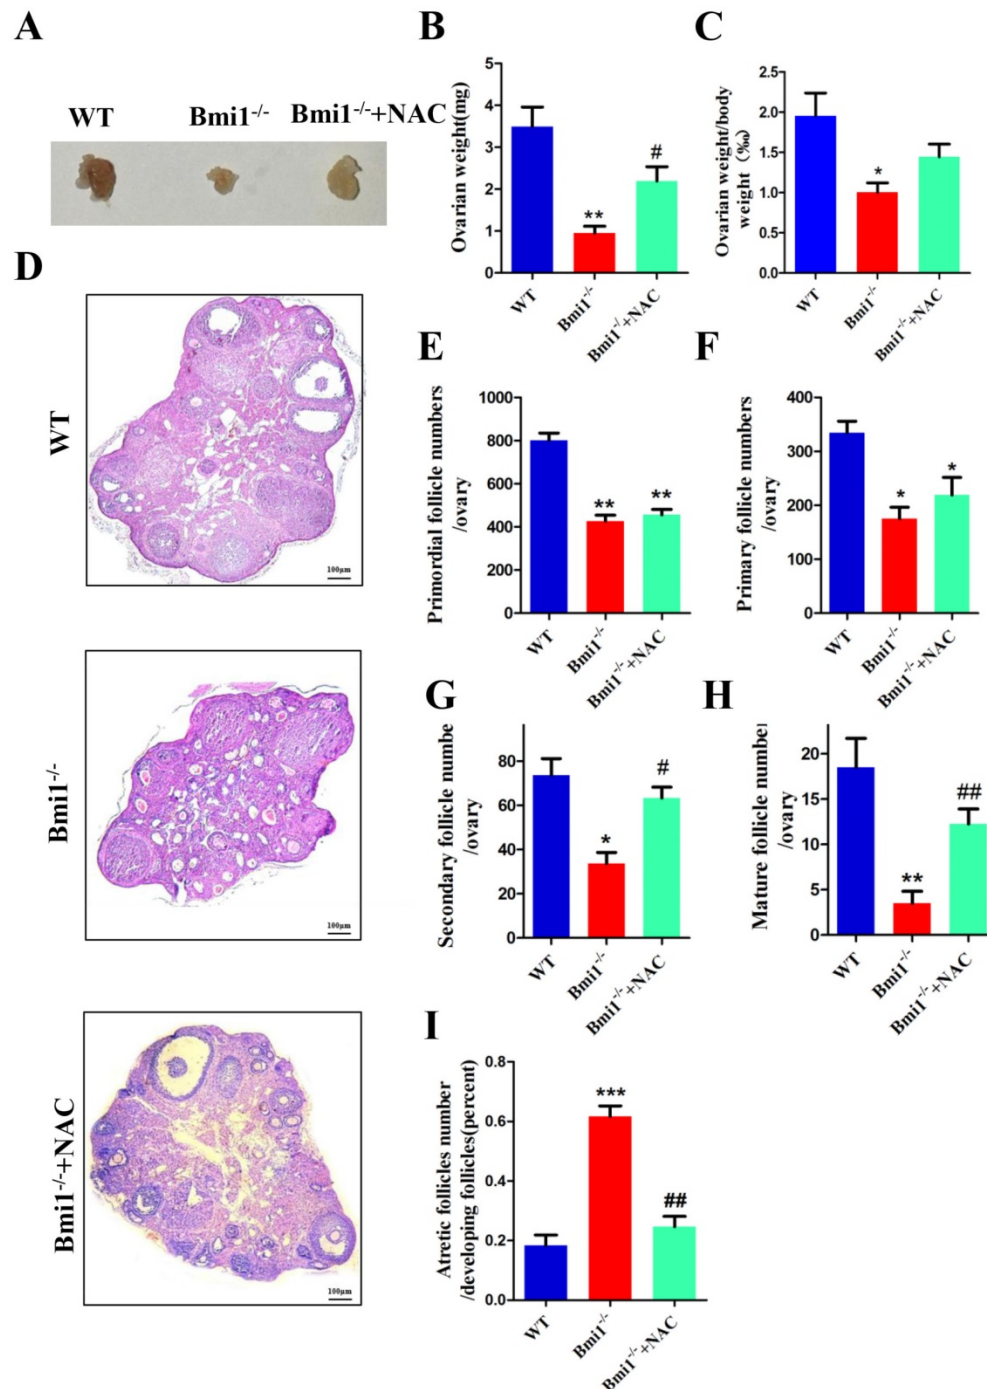 A
WT Bmi1⁻/⁻ Bmi1⁻/⁻+NAC
B
Ovarian weight(mg)
5
4
3
2
1
0
**
#
WT
Bmi1⁻/⁻
Bmi1⁻/⁻+NAC
C
Ovarian weight/body
weight (‰)
2.5
2.0
1.5
1.0
0.5
0.0
*
WT
Bmi1⁻/⁻
Bmi1⁻/⁻+NAC
D
WT
100μm
Bmi1⁻/⁻
100μm
Bmi1⁻/⁻+NAC
100μm
E
Primordial follicle numbers
/ovary
1000
800
600
400
200
0
**
**
WT
Bmi1⁻/⁻
Bmi1⁻/⁻+NAC
F
Primary follicle numbers
/ovary
400
300
200
100
0
*
*
WT
Bmi1⁻/⁻
Bmi1⁻/⁻+NAC
G
Secondary follicle number
/ovary
80
60
40
20
0
*
#
WT
Bmi1⁻/⁻
Bmi1⁻/⁻+NAC
H
Mature follicle number
/ovary
20
15
10
5
0
**
##
WT
Bmi1⁻/⁻
Bmi1⁻/⁻+NAC
I
Atretic follicles number
/developing follicles(percent)
0.8
0.6
0.4
0.2
0.0
***
##
WT
Bmi1⁻/⁻
Bmi1⁻/⁻+NAC